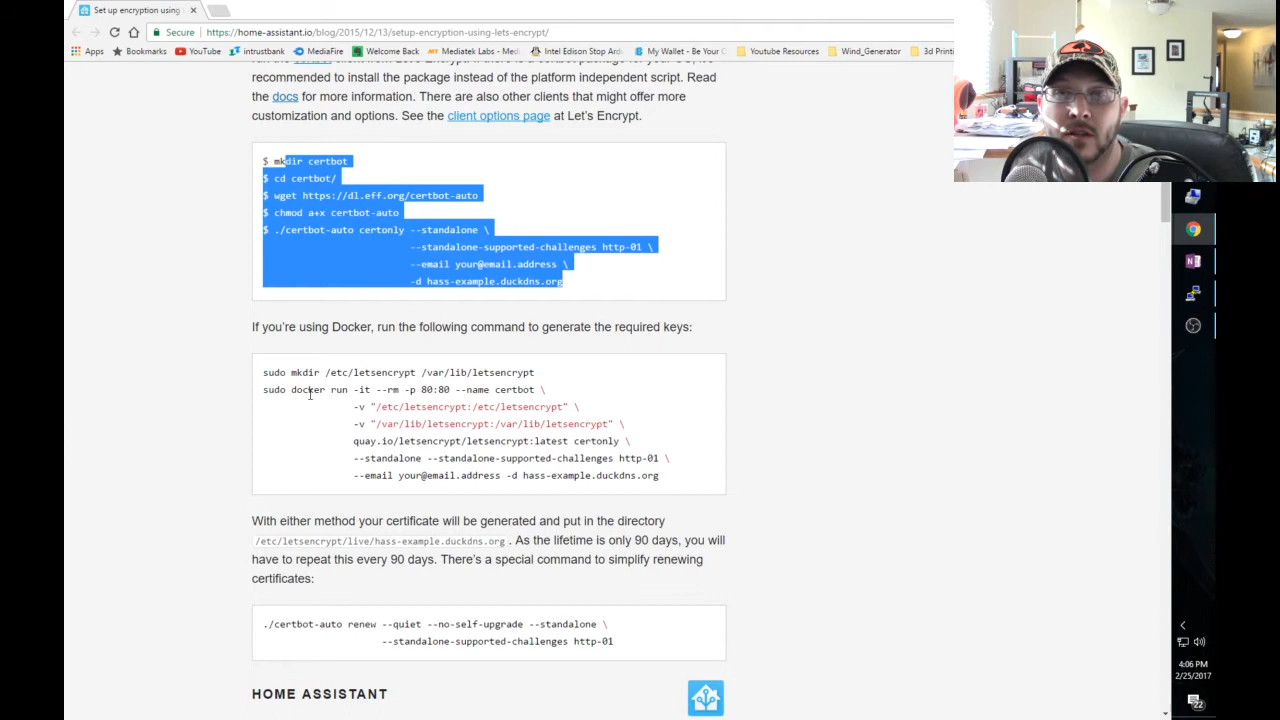 Set up encryption using
Secure
https://home-assistant.io/blog/2015/12/13/setup-encryption-using-lets-encrypt/
Apps
Bookmarks
YouTube
intrustbank
MediaFire
Welcome Back
Mediatek Labs - Med
Intel Edison Stop Ard
My Wallet - Be Your C
Youtube Resources
Wind_Generator
3d Printi
recommended to install the package instead of the platform independent script. Read
the docs for more information. There are also other clients that might offer more
customization and options. See the client options page at Let's Encrypt.
$ mkdir certbot
$ cd certbot/
$ wget https://dl.eff.org/certbot-auto
$ chmod a+x certbot-auto
$ ./certbot-auto certonly --standalone \
--standalone-supported-challenges http-01 \
--email your@email.address \
-d hass-example.duckdns.org
If you're using Docker, run the following command to generate the required keys:
sudo mkdir /etc/letsencrypt /var/lib/letsencrypt
sudo docker run -it --rm -p 80:80 --name certbot \
-v "/etc/letsencrypt:/etc/letsencrypt" \
-v "/var/lib/letsencrypt:/var/lib/letsencrypt" \
quay.io/letsencrypt/letsencrypt:latest certonly \
--standalone --standalone-supported-challenges http-01 \
--email your@email.address -d hass-example.duckdns.org
With either method your certificate will be generated and put in the directory
/etc/letsencrypt/live/hass-example.duckdns.org . As the lifetime is only 90 days, you will
have to repeat this every 90 days. There's a special command to simplify renewing
certificates:
./certbot-auto renew --quiet --no-self-upgrade --standalone \
--standalone-supported-challenges http-01
HOME ASSISTANT
4:06 PM
2/25/2017
22